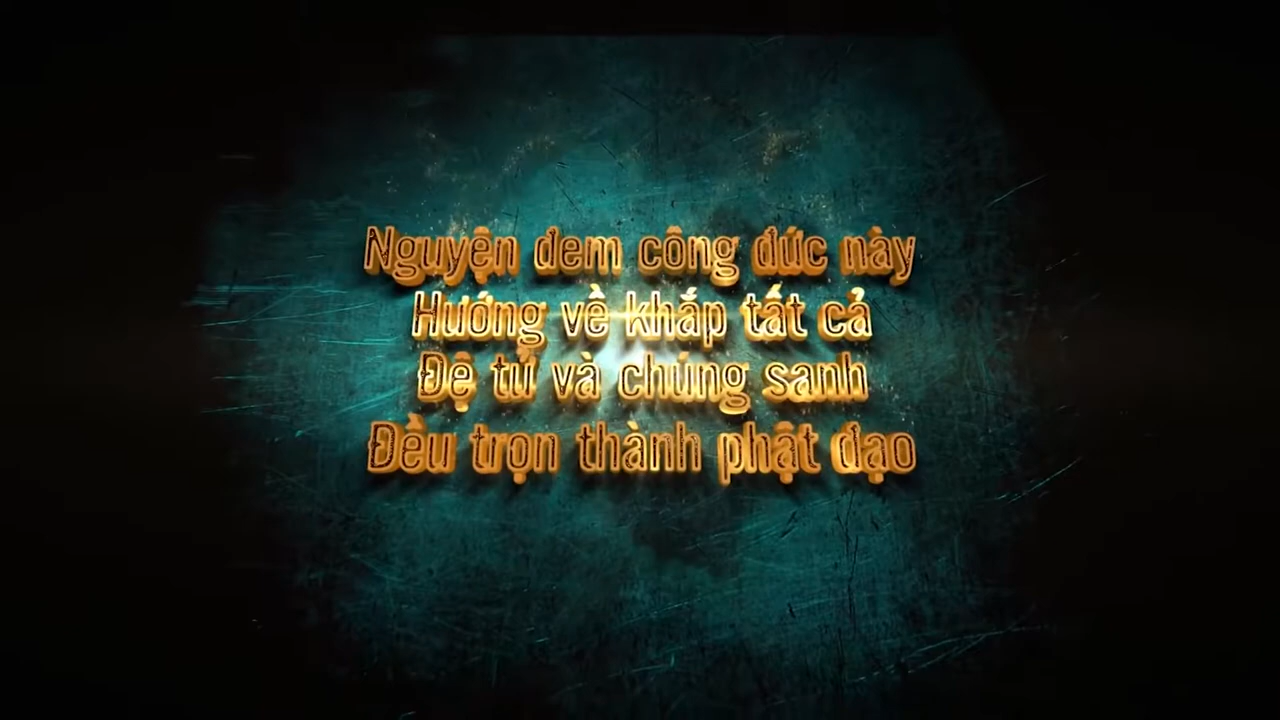 Nguyện đem công đức này
Hướng về khắp tất cả
Đệ tử và chúng sanh
Đều trọn thành phật đạo